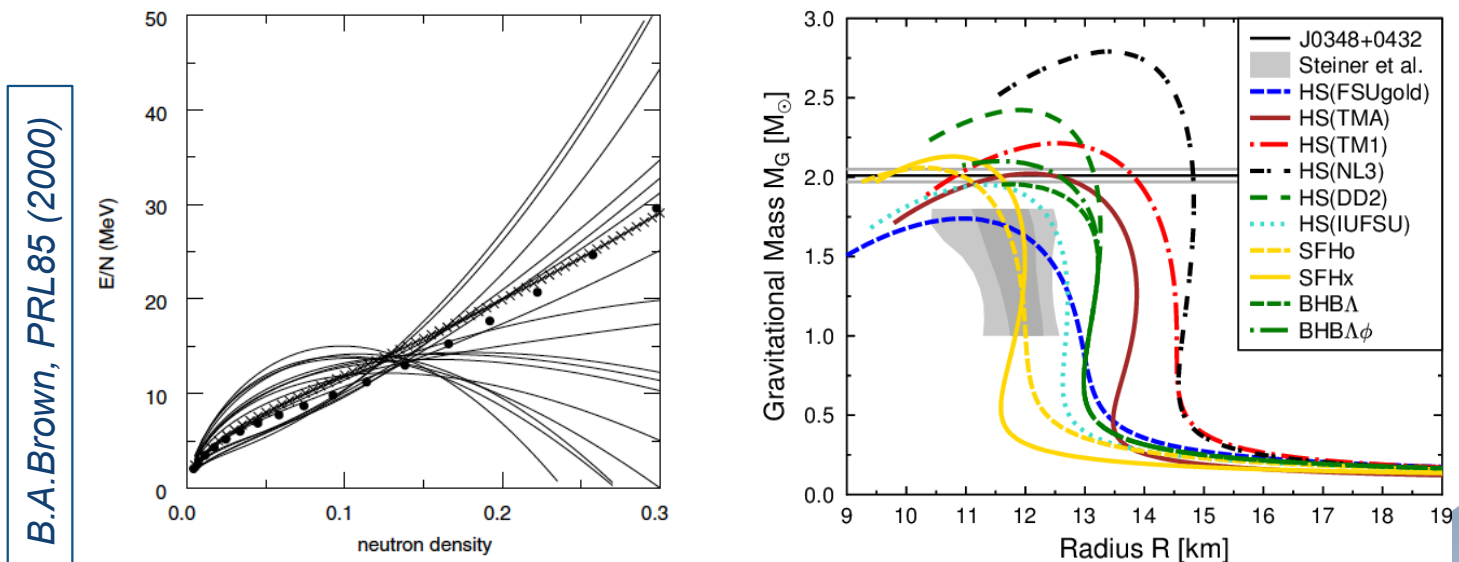 B.A.Brown, PRL85 (2000)
50
40
30
20
10
0
E/N (MeV)
0.0 0.1 0.2 0.3
neutron density
3.0
2.5
2.0
1.5
1.0
0.5
0.0
Gravitational Mass M_G [M_⊙]
9 10 11 12 13 14 15 16 17 18 19
Radius R [km]
J0348+0432
Steiner et al.
HS(FSUgold)
HS(TMA)
HS(TM1)
HS(NL3)
HS(DD2)
HS(IUFSU)
SFHo
SFHx
BHBΛ
BHBΛϕ